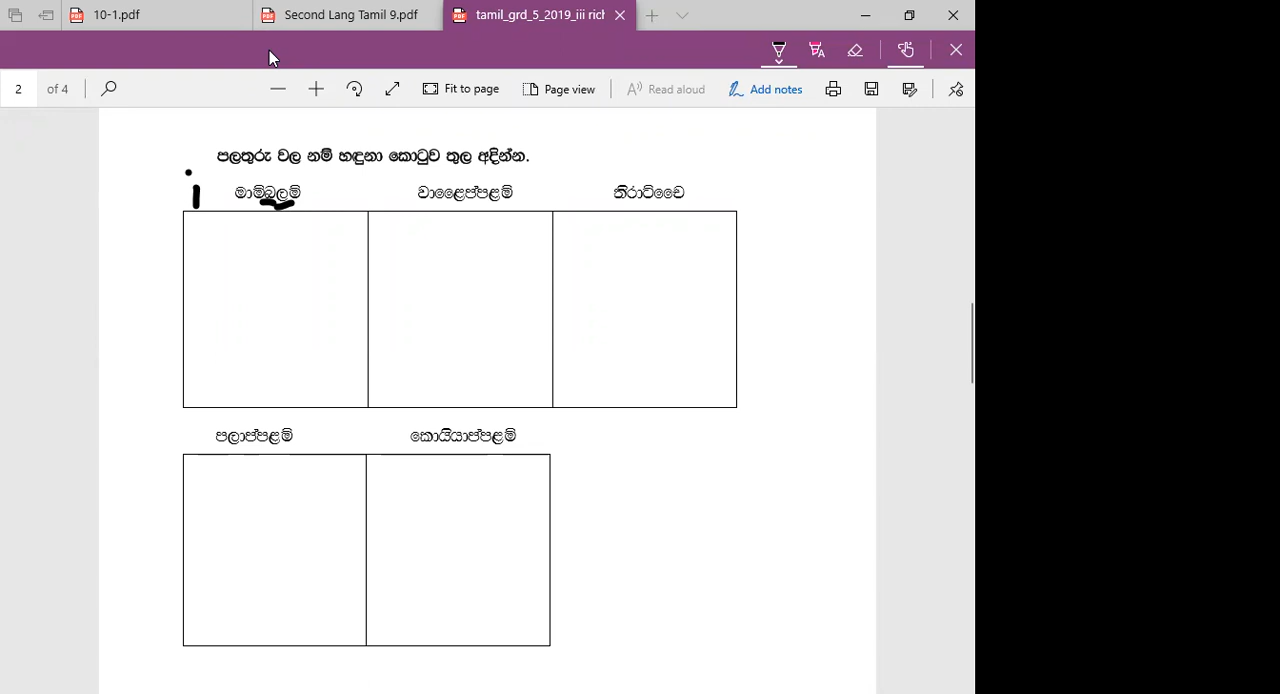 10-1.pdf
Second Lang Tamil 9.pdf
tamil_grd_5_2019_iii rich
2 of 4
Fit to page
Page view
Read aloud
Add notes
පලතුරු වල නම් හඳුනා කොටුව තුල අඳින්න.
මාම්බලම් වාළෛප්පළම් තිරාට්චෛ
පලාප්පළම් කොයියාප්පළම්